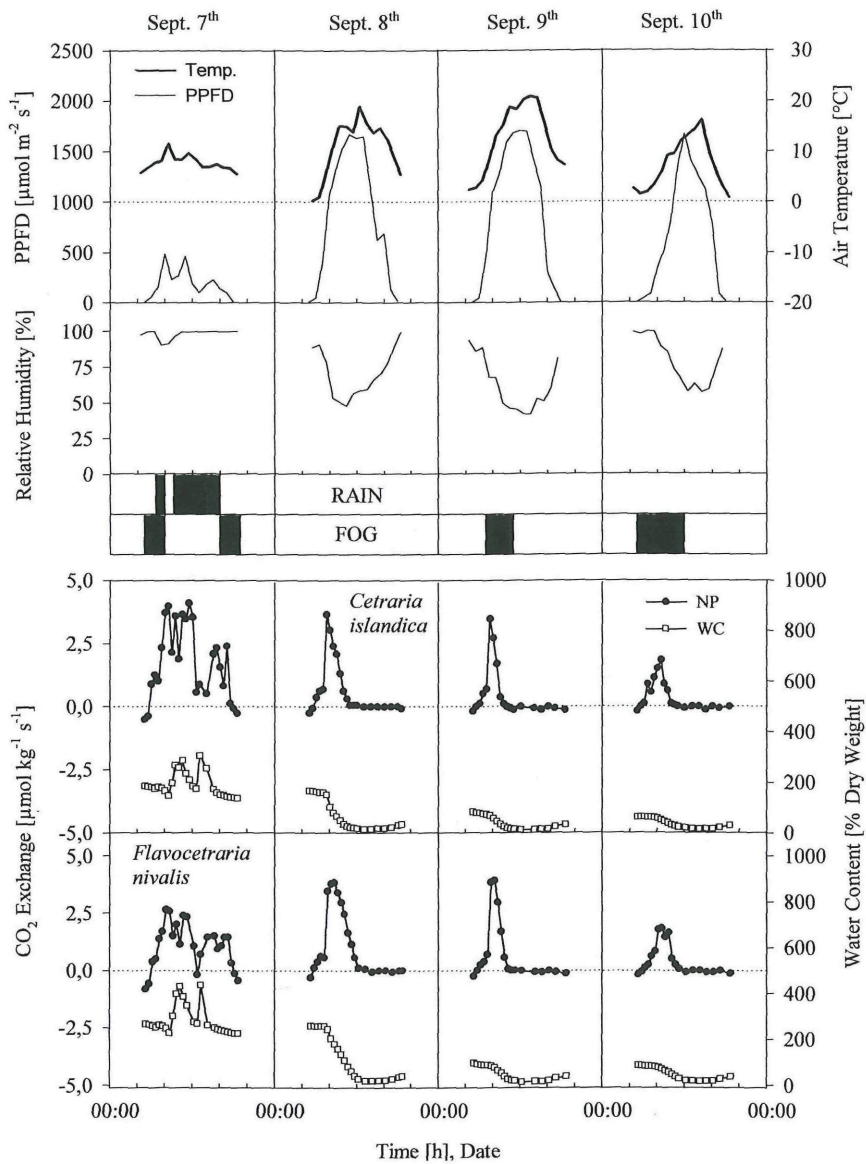 Sept. 7th
Sept. 8th
Sept. 9th
Sept. 10th
PPFD [µmol m-2 s-1]
2500
2000
1500
1000
500
0
Temp.
PPFD
30
20
10
0
-10
-20
Air Temperature [°C]
Relative Humidity [%]
100
75
50
25
0
RAIN
FOG
CO2 Exchange [µmol kg-1 s-1]
5,0
2,5
0,0
-2,5
-5,0
Cetraria
islandica
NP
WC
1000
800
600
400
200
0
Water Content [% Dry Weight]
5,0
2,5
0,0
-2,5
-5,0
Flavocetraria
nivalis
1000
800
600
400
200
0
00:00
00:00
00:00
00:00
00:00
Time [h], Date